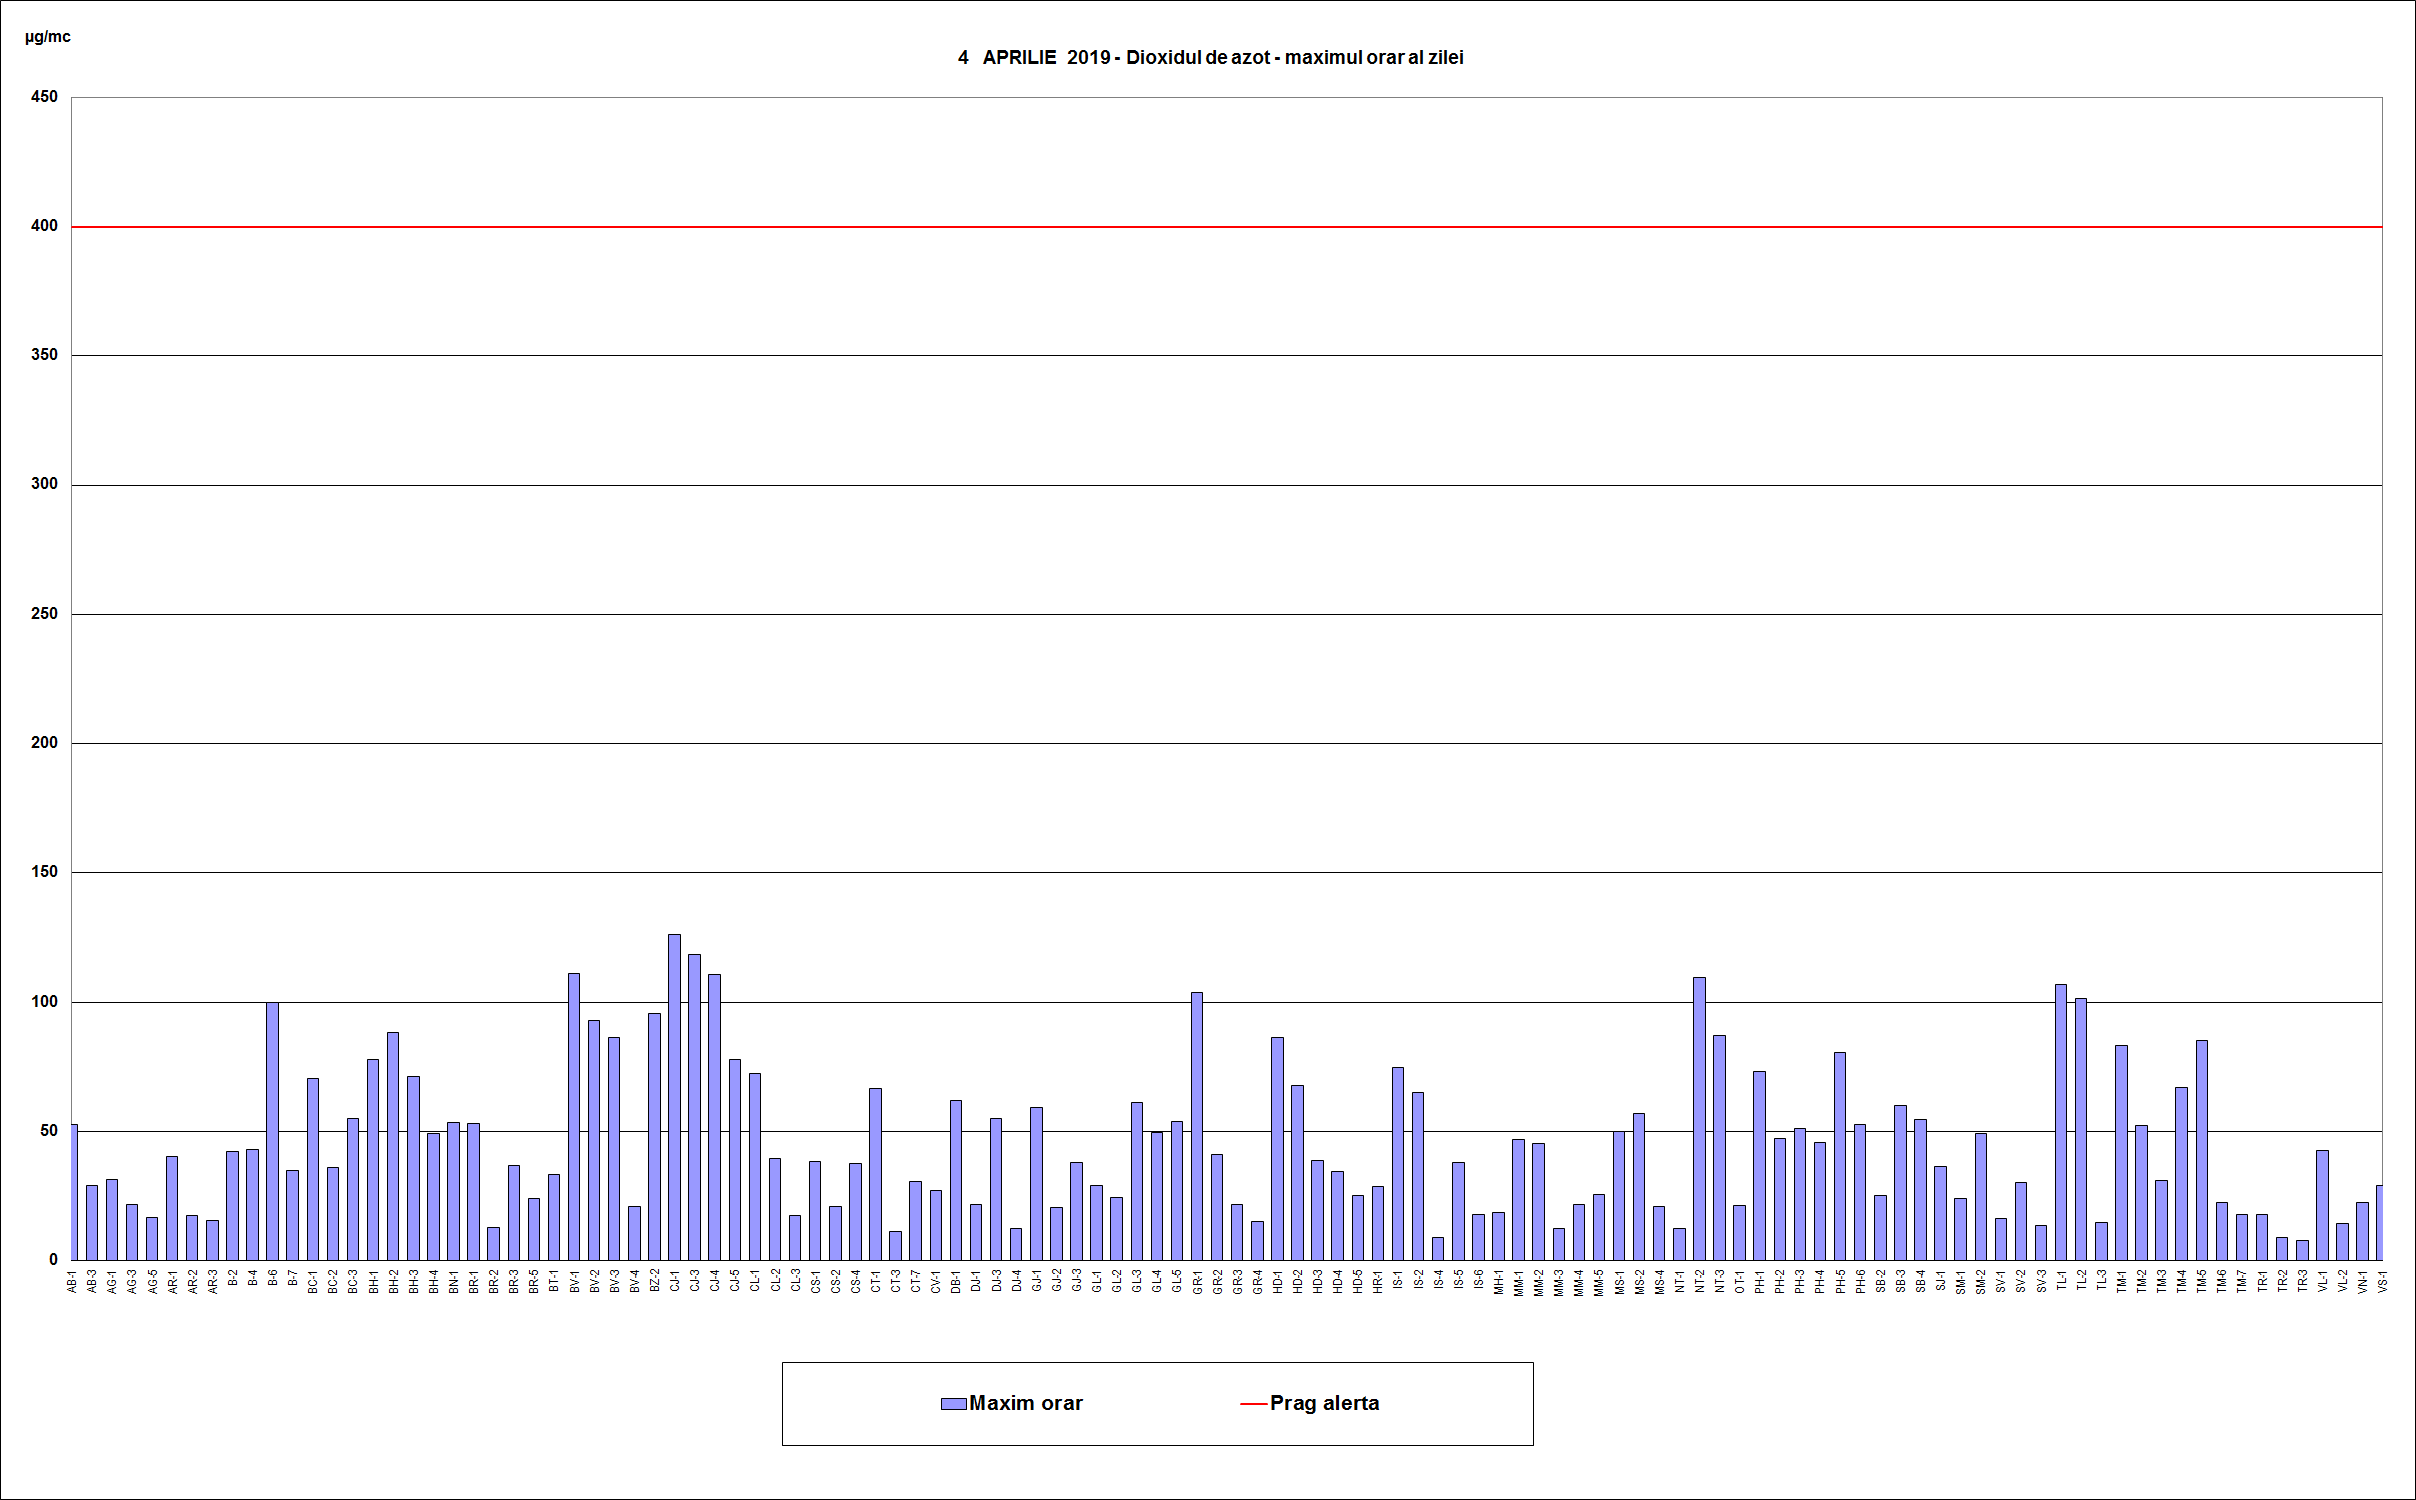 µg/mc
4 APRILIE 2019 - Dioxidul de azot - maximul orar al zilei
450
400
350
300
250
200
150
100
50
0
AB-1 AB-3 AG-1 AG-3 AG-5 AR-1 AR-2 AR-3 B-2 B-4 B-6 B-7 BC-1 BC-2 BC-3 BH-1 BH-2 BH-3 BH-4 BN-1 BR-1 BR-2 BR-3 BR-5 BT-1 BV-1 BV-2 BV-3 BV-4 BZ-2 CJ-1 CJ-3 CJ-4 CJ-5 CL-1 CL-2 CL-3 CS-1 CS-2 CS-4 CT-1 CT-3 CT-7 CV-1 DB-1 DJ-1 DJ-3 DJ-4 GJ-1 GJ-2 GJ-3 GL-1 GL-2 GL-3 GL-4 GL-5 GR-1 GR-2 GR-3 GR-4 HD-1 HD-2 HD-3 HD-4 HD-5 HR-1 IS-1 IS-2 IS-4 IS-5 IS-6 MH-1 MM-1 MM-2 MM-3 MM-4 MM-5 MS-1 MS-2 MS-4 NT-1 NT-2 NT-3 OT-1 PH-1 PH-2 PH-3 PH-4 PH-5 PH-6 SB-2 SB-3 SB-4 SJ-1 SM-1 SM-2 SV-1 SV-2 SV-3 TL-1 TL-2 TL-3 TM-1 TM-2 TM-3 TM-4 TM-5 TM-6 TM-7 TR-1 TR-2 TR-3 VL-1 VL-2 VN-1 VS-1
Maxim orar Prag alerta